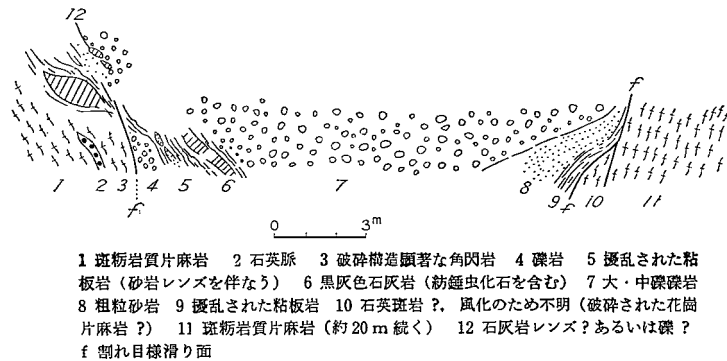 12
f
1
2
3
4
5
6
7
8
9
f
10
11
f
0
3m
1 斑粝岩質片麻岩 2 石英脈 3 破砕構造顕著な角閃岩 4 礫岩 5 擾乱された粘
板岩（砂岩レンズを伴なう） 6 黒灰色石灰岩（紡錘虫化石を含む） 7 大・中礫礫岩
8 粗粒砂岩 9 擾乱された粘板岩 10 石英斑岩？, 風化のため不明（破砕された花崗
片麻岩？） 11 斑粝岩質片麻岩（約20m続く） 12 石灰岩レンズ？あるいは礫？
f 割れ目様滑り面